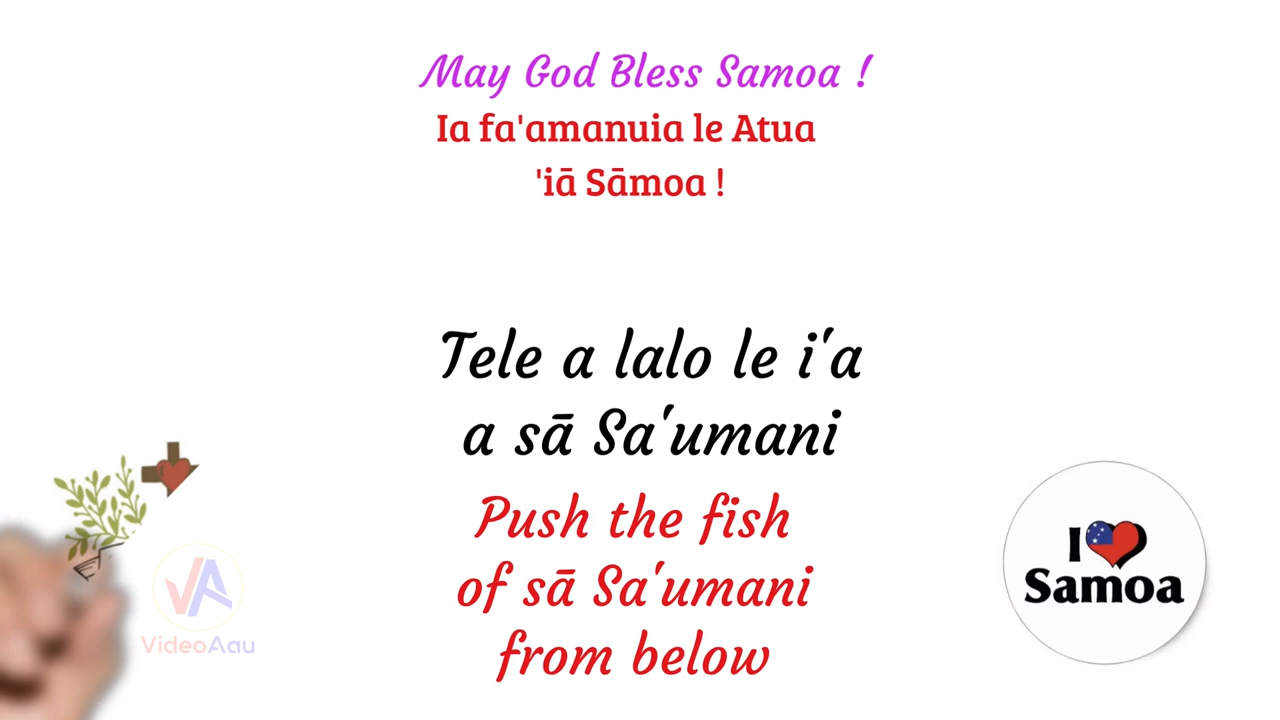 May God Bless Samoa !
Ia fa'amanuia le Atua
'iā Sāmoa !
Tele a lalo le i'a
a sā Sa'umani
Push the fish
of sā Sa'umani
from below
VA
VideoAau
I
Samoa